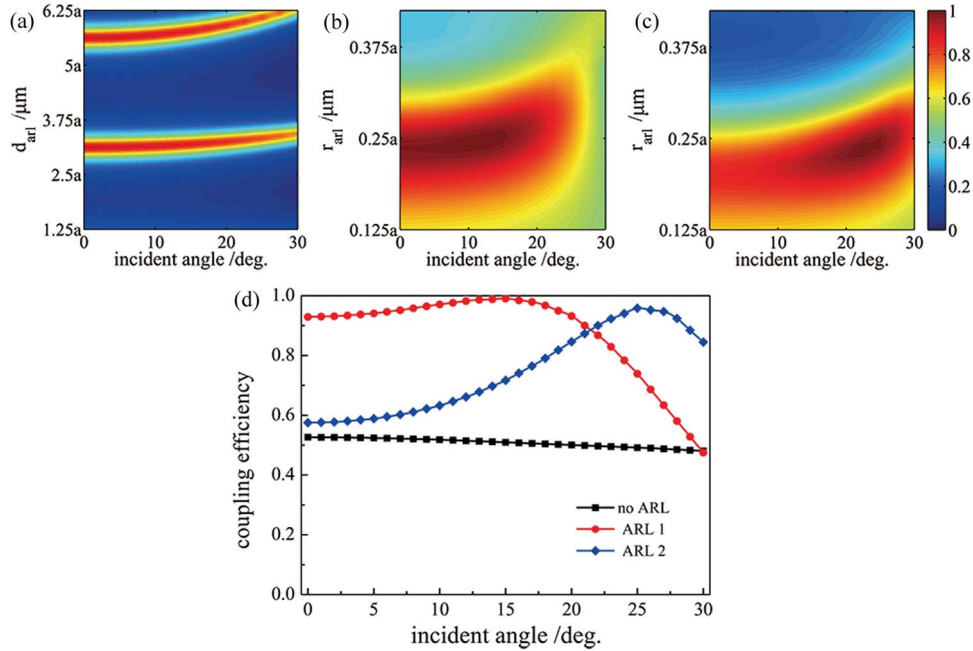 (a)
d_arl /μm
6.25a
5a
3.75a
2.5a
1.25a
0 10 20 30
incident angle /deg.
(b)
r_arl /μm
0.375a
0.25a
0.125a
0 10 20 30
incident angle /deg.
(c)
r_arl /μm
0.375a
0.25a
0.125a
0 10 20 30
incident angle /deg.
1
0.8
0.6
0.4
0.2
0
(d)
coupling efficiency
1.0
0.8
0.6
0.4
0.2
0.0
no ARL
ARL 1
ARL 2
0 5 10 15 20 25 30
incident angle /deg.